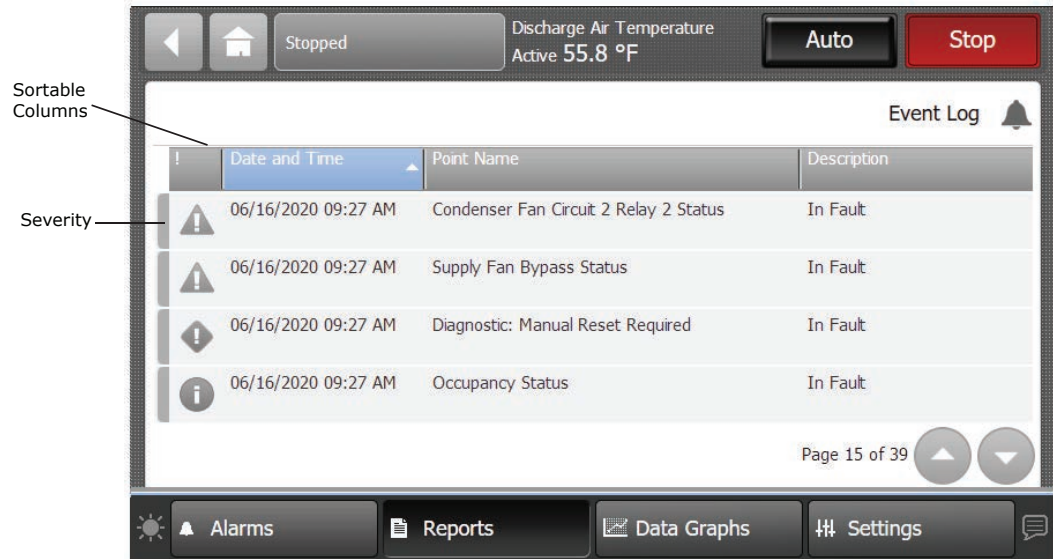 Stopped
Discharge Air Temperature
Active 55.8 °F
Auto
Stop
Sortable
Columns
Event Log
! Date and Time Point Name Description
Severity
06/16/2020 09:27 AM Condenser Fan Circuit 2 Relay 2 Status In Fault
06/16/2020 09:27 AM Supply Fan Bypass Status In Fault
06/16/2020 09:27 AM Diagnostic: Manual Reset Required In Fault
06/16/2020 09:27 AM Occupancy Status In Fault
Page 15 of 39
Alarms Reports Data Graphs Settings